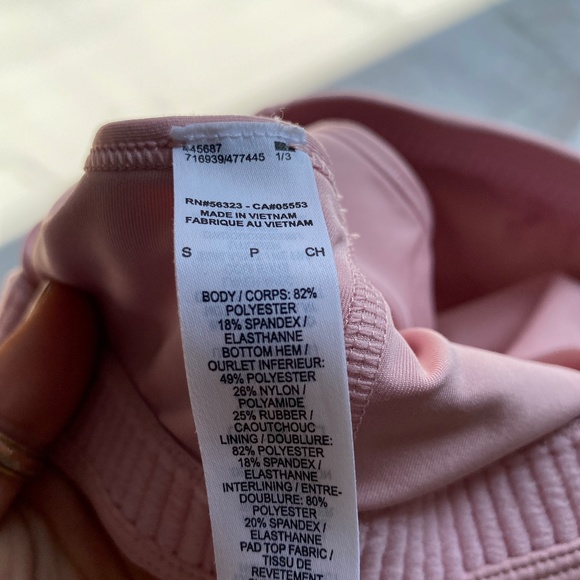 716939/477445 1/3
RN#56323 - CA#05553
MADE IN VIETNAM
FABRIQUE AU VIETNAM
S P CH
BODY / CORPS: 82%
POLYESTER
18% SPANDEX /
ELASTHANNE
BOTTOM HEM /
OURLET INFERIEUR:
49% POLYESTER
26% NYLON /
POLYAMIDE
25% RUBBER /
CAOUTCHOUC
LINING / DOUBLURE:
82% POLYESTER
18% SPANDEX /
ELASTHANNE
INTERLINING / ENTRE-
DOUBLURE: 80%
POLYESTER
20% SPANDEX /
ELASTHANNE
PAD TOP FABRIC /
TISSU DE
REVETEMENT